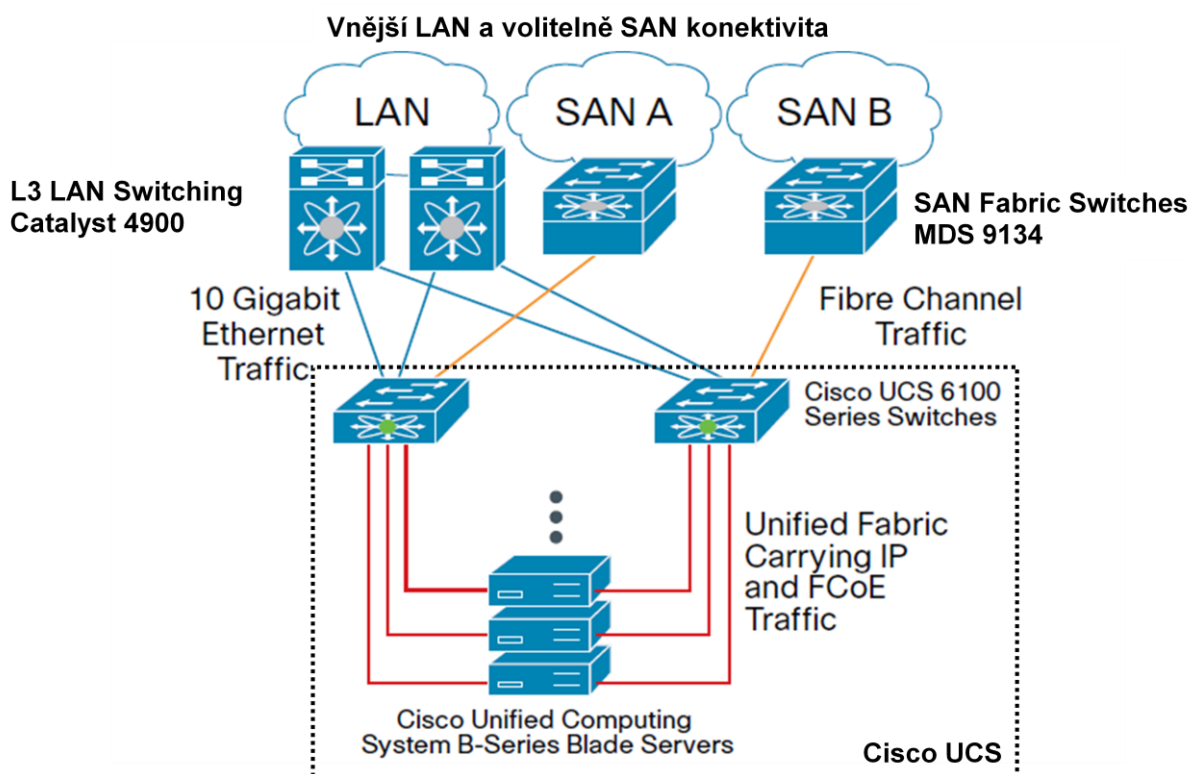 Vnější LAN a volitelně SAN konektivita
LAN
SAN A
SAN B
L3 LAN Switching
Catalyst 4900
SAN Fabric Switches
MDS 9134
10 Gigabit
Ethernet
Traffic
Fibre Channel
Traffic
Cisco UCS 6100
Series Switches
Unified Fabric
Carrying IP
and FCoE
Traffic
Cisco Unified Computing
System B-Series Blade Servers
Cisco UCS